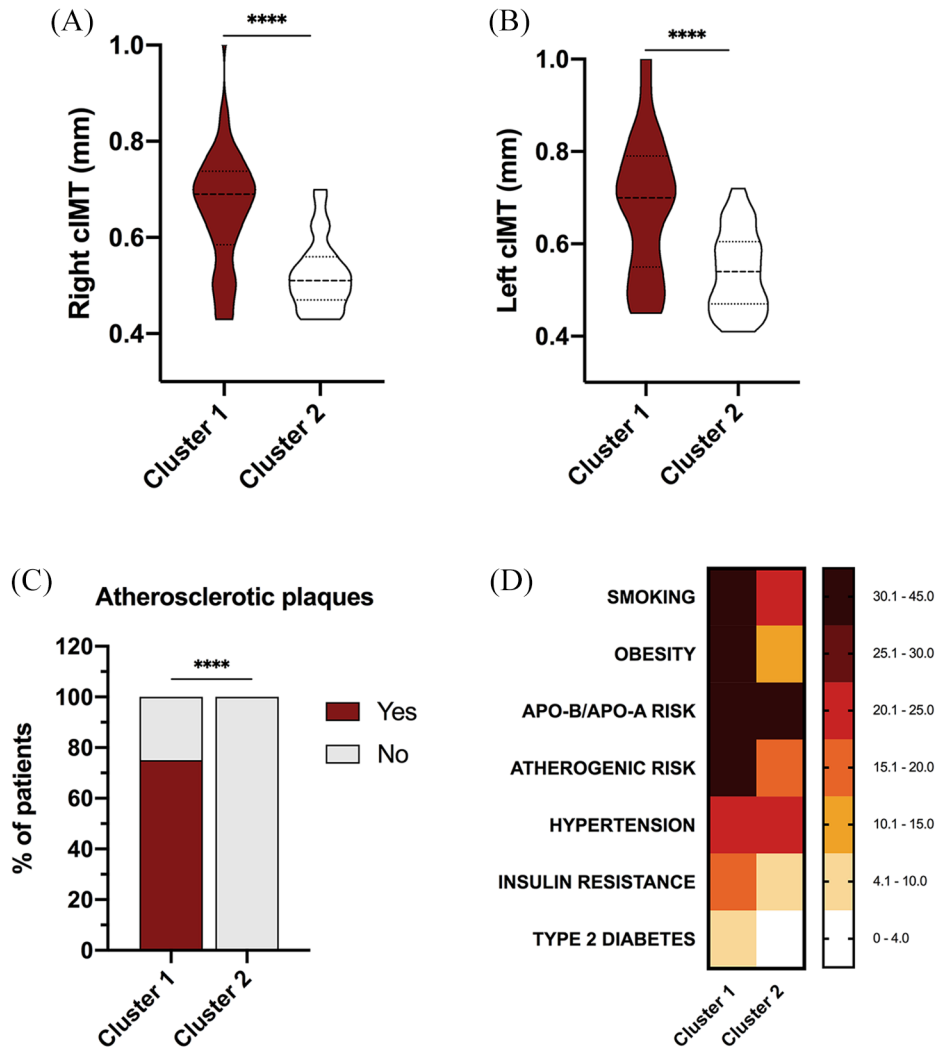 (A)
****
Right cIMT (mm)
1.0
0.8
0.6
0.4
Cluster 1
Cluster 2
(B)
****
Left cIMT (mm)
1.0
0.8
0.6
0.4
Cluster 1
Cluster 2
(C)
Atherosclerotic plaques
****
% of patients
120
100
80
60
40
20
0
Cluster 1
Cluster 2
Yes
No
(D)
SMOKING
OBESITY
APO-B/APO-A RISK
ATHEROGENIC RISK
HYPERTENSION
INSULIN RESISTANCE
TYPE 2 DIABETES
Cluster 1
Cluster 2
30.1 - 45.0
25.1 - 30.0
20.1 - 25.0
15.1 - 20.0
10.1 - 15.0
4.1 - 10.0
0 - 4.0